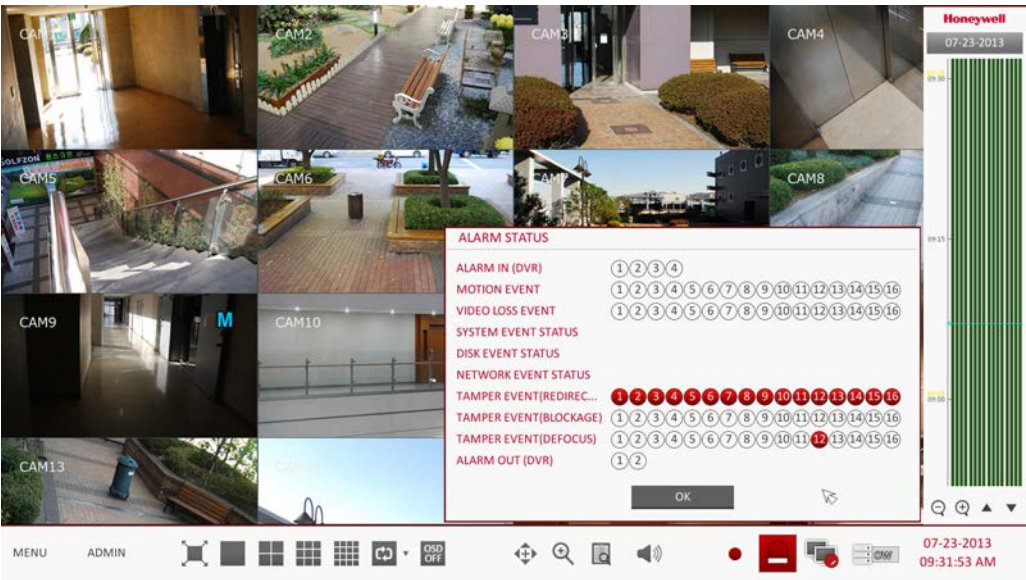 CAM1
CAM2
CAM3
CAM4
Honeywell
07-23-2013
09:30
GOLFZON
CAM5
CAM6
CAM7
CAM8
09:15
ALARM STATUS
ALARM IN (DVR) 1 2 3 4
MOTION EVENT 1 2 3 4 5 6 7 8 9 10 11 12 13 14 15 16
VIDEO LOSS EVENT 1 2 3 4 5 6 7 8 9 10 11 12 13 14 15 16
SYSTEM EVENT STATUS
DISK EVENT STATUS
NETWORK EVENT STATUS
TAMPER EVENT(REDIREC... 1 2 3 4 5 6 7 8 9 10 11 12 13 14 15 16
TAMPER EVENT(BLOCKAGE) 1 2 3 4 5 6 7 8 9 10 11 12 13 14 15 16
TAMPER EVENT(DEFOCUS) 1 2 3 4 5 6 7 8 9 10 11 12 13 14 15 16
ALARM OUT (DVR) 1 2
OK
CAM9
M
CAM10
09:00
CAM13
MENU
ADMIN
OSD
OFF
07-23-2013
09:31:53 AM